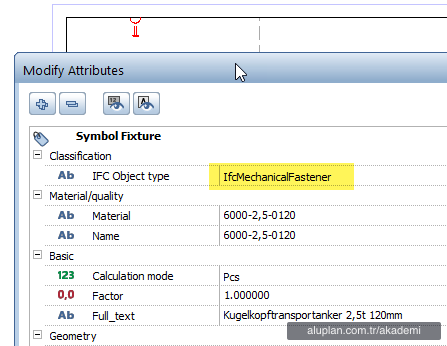 Modify Attributes
Symbol Fixture
Classification
Ab IFC Object type IfcMechanicalFastener
Material/quality
Ab Material 6000-2,5-0120
Ab Name 6000-2,5-0120
Basic
123 Calculation mode Pcs
0,0 Factor 1.000000
Ab Full_text Kugelkopftransportanker 2,5t 120mm
Geometry
aluplan.com.tr/akademi